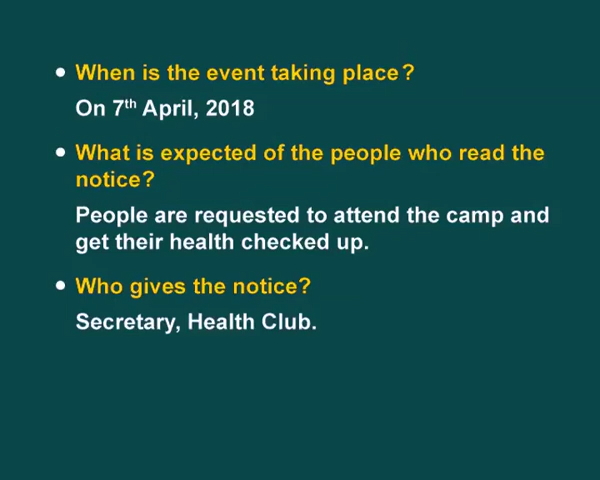 • When is the event taking place?
On 7th April, 2018
• What is expected of the people who read the
notice?
People are requested to attend the camp and
get their health checked up.
• Who gives the notice?
Secretary, Health Club.